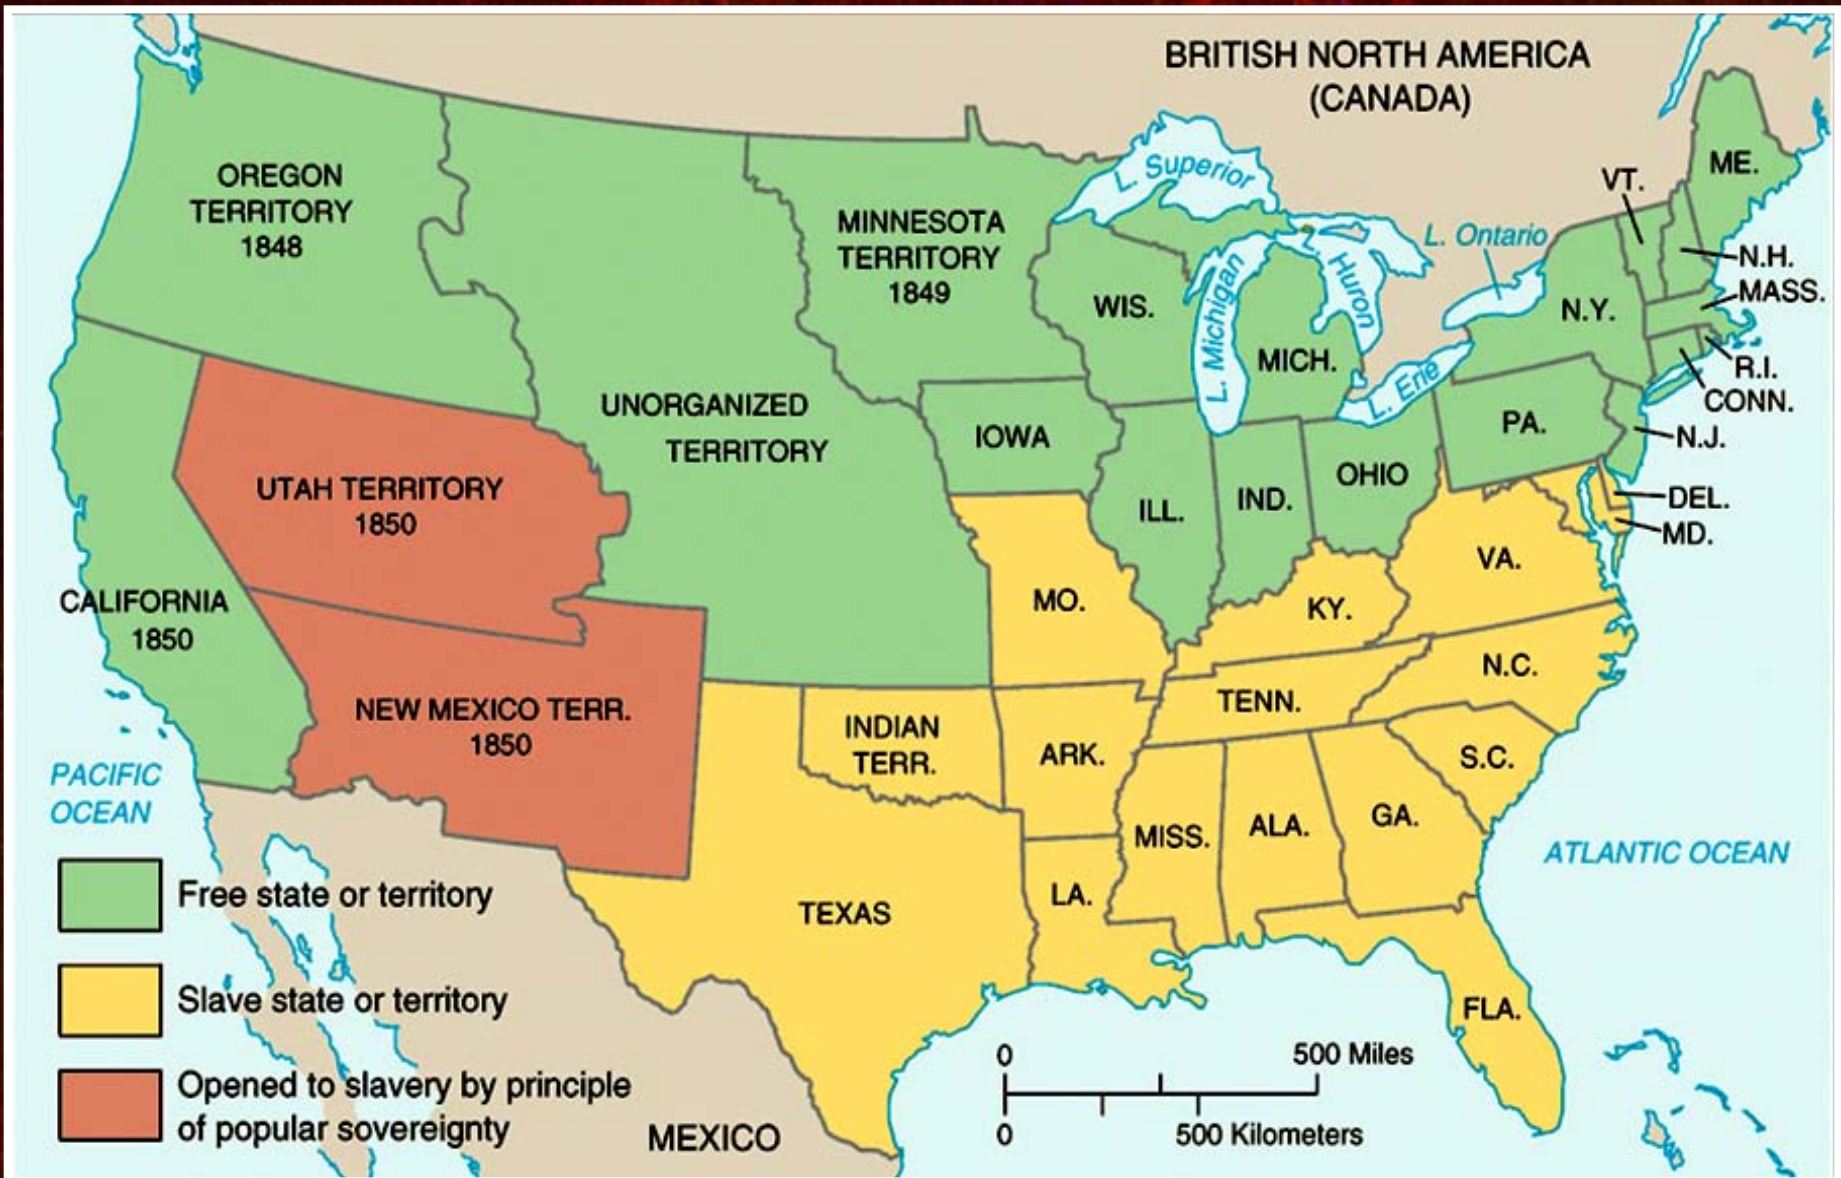 BRITISH NORTH AMERICA
(CANADA)
OREGON
TERRITORY
1848
MINNESOTA
TERRITORY
1849
L. Superior
L. Michigan
Huron
L. Ontario
L. Erie
VT.
ME.
N.H.
MASS.
N.Y.
R.I.
CONN.
WIS.
MICH.
UNORGANIZED
TERRITORY
IOWA
PA.
N.J.
UTAH TERRITORY
1850
ILL.
IND.
OHIO
DEL.
MD.
CALIFORNIA
1850
MO.
KY.
VA.
NEW MEXICO TERR.
1850
INDIAN
TERR.
ARK.
TENN.
N.C.
S.C.
PACIFIC
OCEAN
TEXAS
LA.
MISS.
ALA.
GA.
FLA.
ATLANTIC OCEAN
Free state or territory
Slave state or territory
Opened to slavery by principle
of popular sovereignty
MEXICO
0 500 Miles
0 500 Kilometers